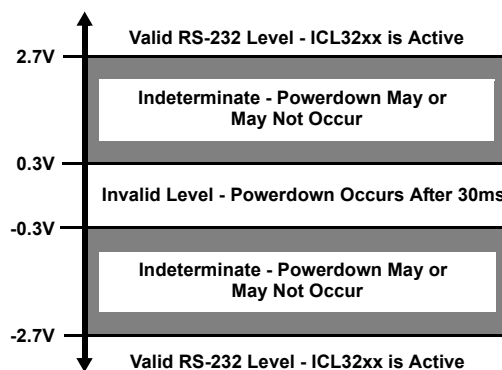 Valid RS-232 Level - ICL32xx is Active
2.7V
Indeterminate - Powerdown May or
May Not Occur
0.3V
Invalid Level - Powerdown Occurs After 30ms
-0.3V
Indeterminate - Powerdown May or
May Not Occur
-2.7V
Valid RS-232 Level - ICL32xx is Active